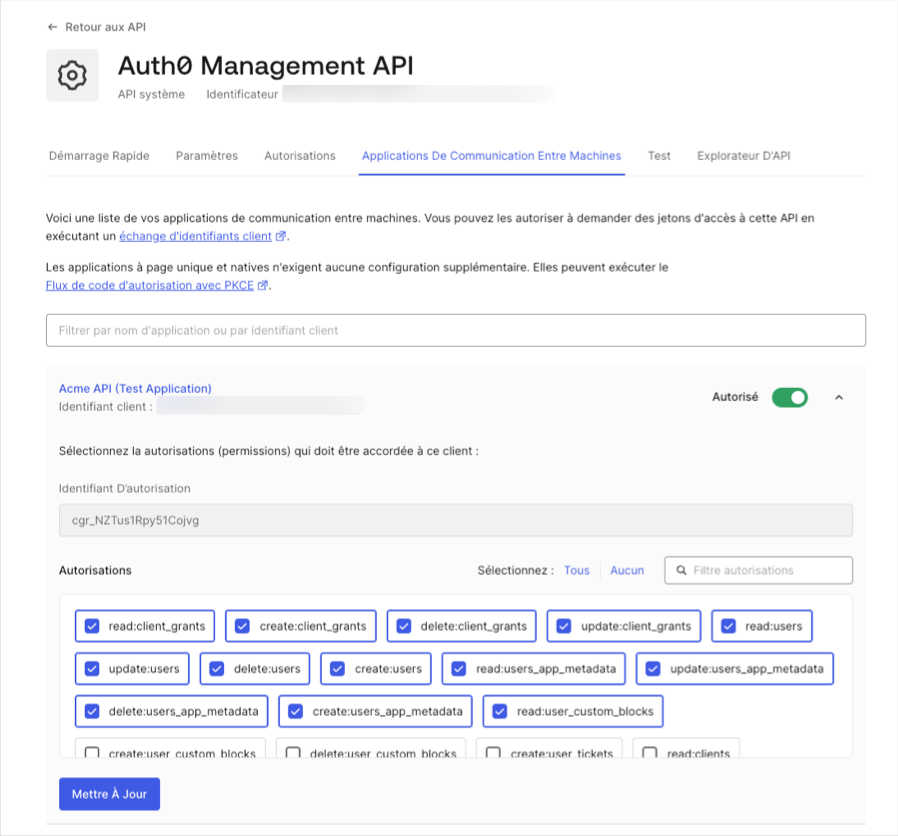 ← Retour aux API
Auth0 Management API
API système Identificateur
Démarrage Rapide Paramètres Autorisations Applications De Communication Entre Machines Test Explorateur D'API
Voici une liste de vos applications de communication entre machines. Vous pouvez les autoriser à demander des jetons d'accès à cette API en
exécutant un échange d'identifiants client.
Les applications à page unique et natives n'exigent aucune configuration supplémentaire. Elles peuvent exécuter le
Flux de code d'autorisation avec PKCE.
Filtrer par nom d'application ou par identifiant client
Acme API (Test Application)
Identifiant client :
Autorisé
Sélectionnez la autorisations (permissions) qui doit être accordée à ce client :
Identifiant D'autorisation
cgr_NZTus1Rpy51Cojvg
Autorisations Sélectionnez : Tous Aucun Filtre autorisations
read:client_grants create:client_grants delete:client_grants update:client_grants read:users
update:users delete:users create:users read:users_app_metadata update:users_app_metadata
delete:users_app_metadata create:users_app_metadata read:user_custom_blocks
create:user_custom_blocks delete:user_custom_blocks create:user_tickets read:clients
Mettre À Jour